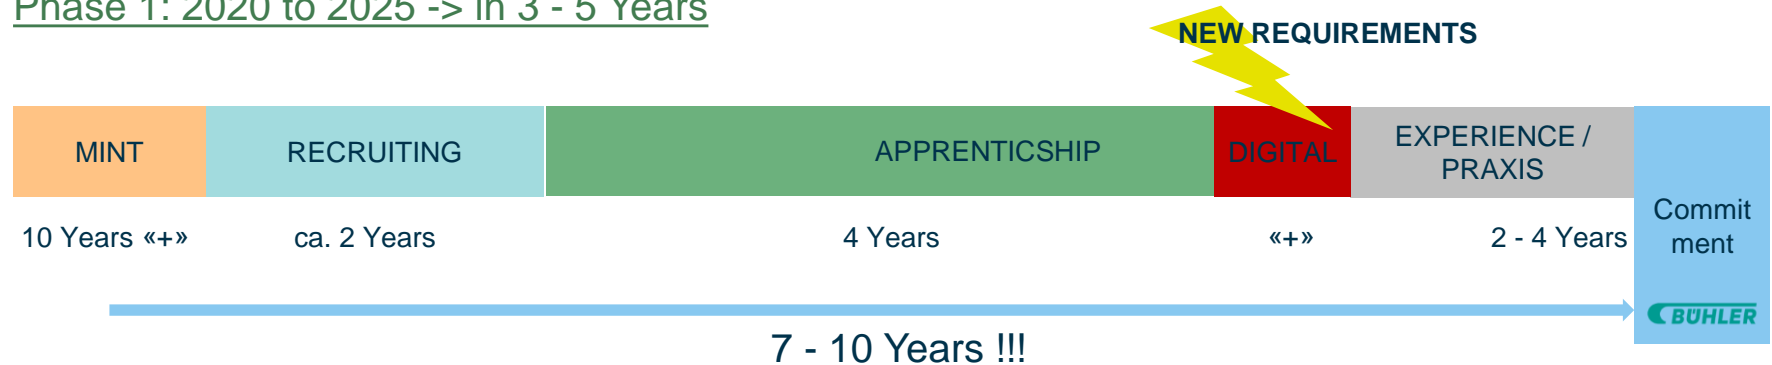 Phase 1: 2020 to 2025 -> in 3 - 5 Years
NEW REQUIREMENTS
MINT
RECRUITING
APPRENTICSHIP
DIGITAL
EXPERIENCE /
PRAXIS
10 Years «+»
ca. 2 Years
4 Years
«+»
2 - 4 Years
Commit
ment
BÜHLER
7 - 10 Years !!!